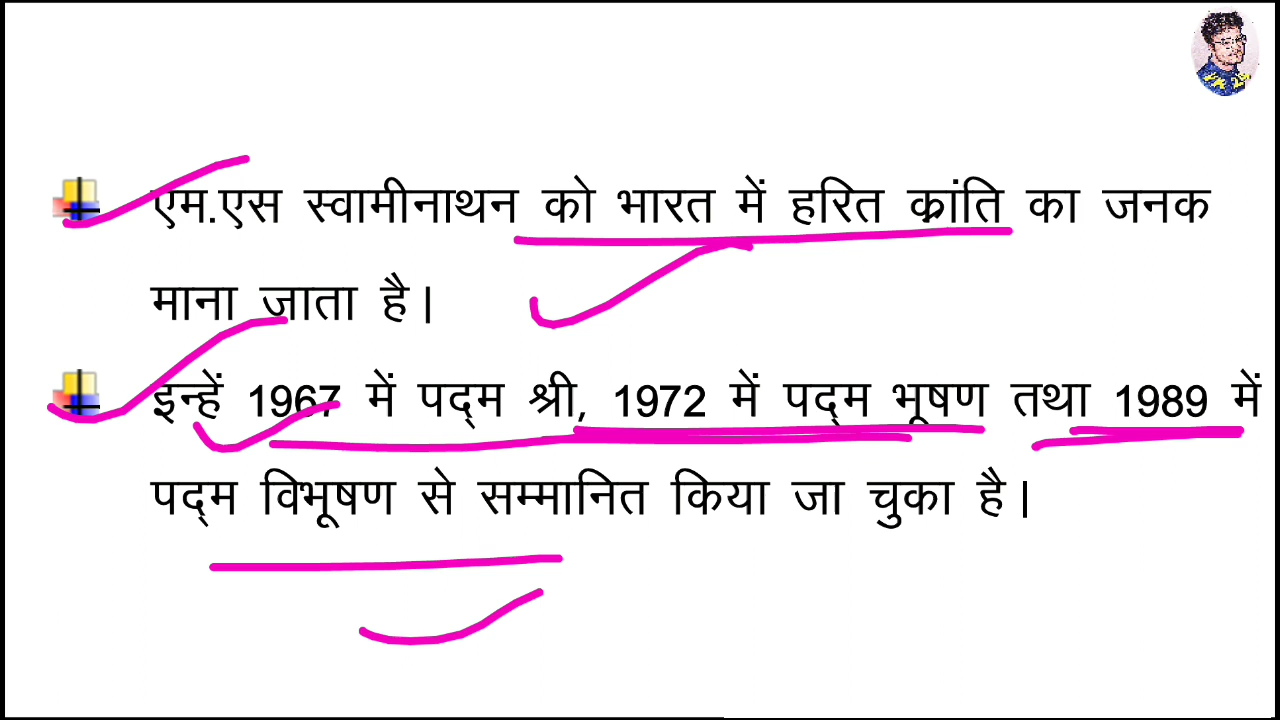 एम.एस स्वामीनाथन को भारत में हरित क्रांति का जनक
माना जाता है।
इन्हें 1967 में पद्म श्री, 1972 में पद्म भूषण तथा 1989 में
पद्म विभूषण से सम्मानित किया जा चुका है।